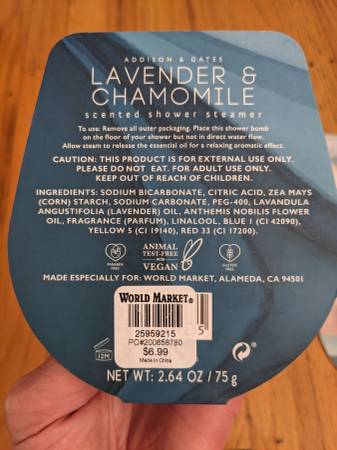 ADDISON & GATES
LAVENDER &
CHAMOMILE
scented shower steamer
To use: Remove all outer packaging. Place this shower bomb
on the floor of your shower but not in direct water flow.
Allow steam to release the essential oil for a relaxing aromatic effect.
CAUTION: THIS PRODUCT IS FOR EXTERNAL USE ONLY.
PLEASE DO NOT EAT. FOR ADULT USE ONLY.
KEEP OUT OF REACH OF CHILDREN.
INGREDIENTS: SODIUM BICARBONATE, CITRIC ACID, ZEA MAYS
(CORN) STARCH, SODIUM CARBONATE, PEG-400, LAVANDULA
ANGUSTIFOLIA (LAVENDER) OIL, ANTHEMIS NOBILIS FLOWER
OIL, FRAGRANCE (PARFUM), LINALOOL, BLUE 1 (CI 42090),
YELLOW 5 (CI 19140), RED 33 (CI 17200).
PARABEN
FREE
ANIMAL
TEST-FREE
VEGAN
GLUTEN
FREE
MADE ESPECIALLY FOR: WORLD MARKET, ALAMEDA, CA 94501
WORLD MARKET®
25959215
5
PO#200658780
$6.99
Made in China
12M
NET WT: 2.64 OZ / 75 g